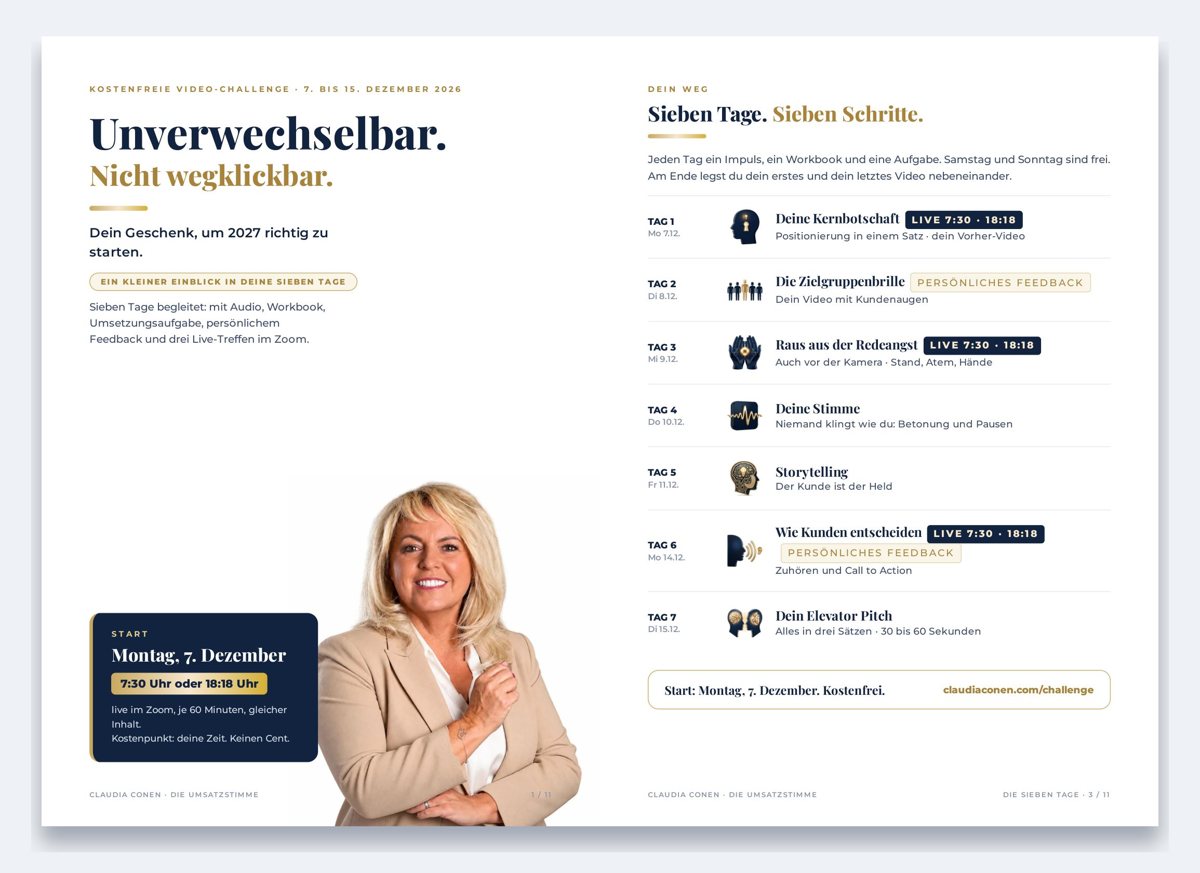 KOSTENFREIE VIDEO-CHALLENGE · 7. BIS 15. DEZEMBER 2026
Unverwechselbar.
Nicht wegklickbar.
Dein Geschenk, um 2027 richtig zu
starten.
EIN KLEINER EINBLICK IN DEINE SIEBEN TAGE
Sieben Tage begleitet: mit Audio, Workbook,
Umsetzungsaufgabe, persönlichem
Feedback und drei Live-Treffen im Zoom.
START
Montag, 7. Dezember
7:30 Uhr oder 18:18 Uhr
live im Zoom, je 60 Minuten, gleicher
Inhalt.
Kostenpunkt: deine Zeit. Keinen Cent.
CLAUDIA CONEN · DIE UMSATZSTIMME
1 / 11
DEIN WEG
Sieben Tage. Sieben Schritte.
Jeden Tag ein Impuls, ein Workbook und eine Aufgabe. Samstag und Sonntag sind frei.
Am Ende legst du dein erstes und dein letztes Video nebeneinander.
TAG 1
Mo 7.12.
Deine Kernbotschaft LIVE 7:30 · 18:18
Positionierung in einem Satz · dein Vorher-Video
TAG 2
Di 8.12.
Die Zielgruppenbrille PERSÖNLICHES FEEDBACK
Dein Video mit Kundenaugen
TAG 3
Mi 9.12.
Raus aus der Redeangst LIVE 7:30 · 18:18
Auch vor der Kamera · Stand, Atem, Hände
TAG 4
Do 10.12.
Deine Stimme
Niemand klingt wie du: Betonung und Pausen
TAG 5
Fr 11.12.
Storytelling
Der Kunde ist der Held
TAG 6
Mo 14.12.
Wie Kunden entscheiden LIVE 7:30 · 18:18
PERSÖNLICHES FEEDBACK
Zuhören und Call to Action
TAG 7
Di 15.12.
Dein Elevator Pitch
Alles in drei Sätzen · 30 bis 60 Sekunden
Start: Montag, 7. Dezember. Kostenfrei.
claudiaconen.com/challenge
CLAUDIA CONEN · DIE UMSATZSTIMME
DIE SIEBEN TAGE · 3 / 11